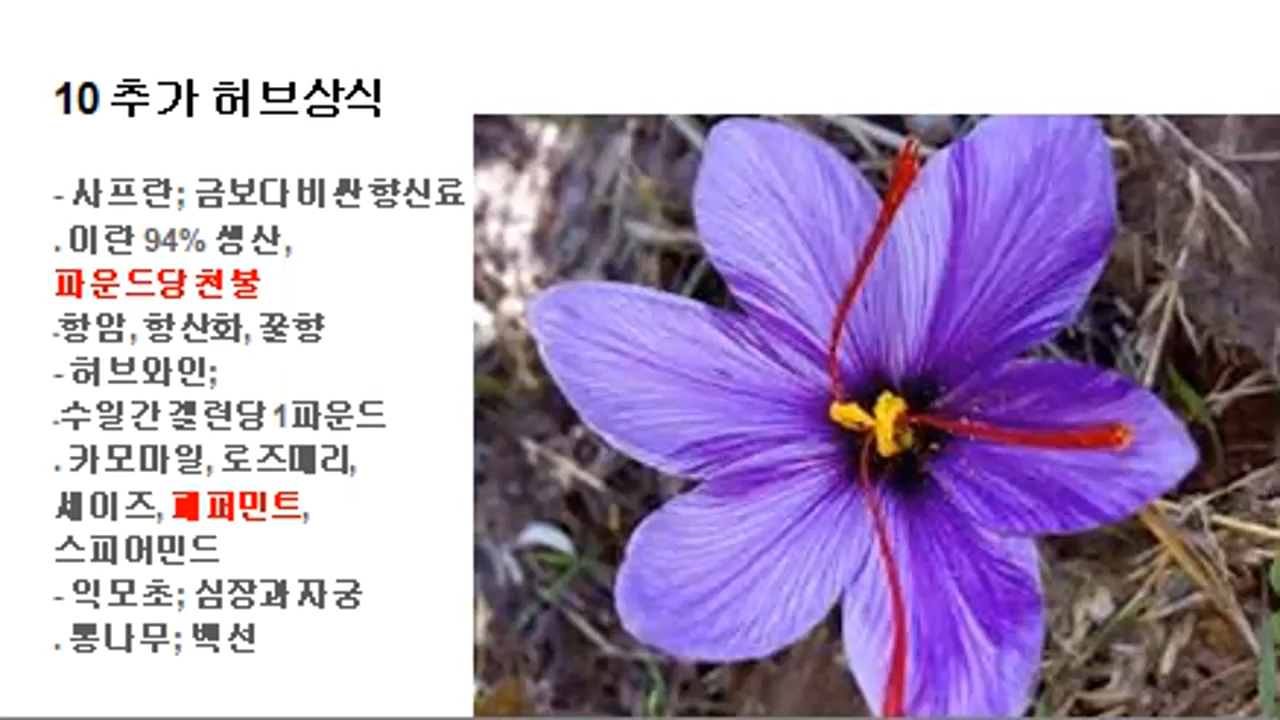 10 추가 허브상식
- 사프란; 금보다 비싼 향신료
. 이란 94% 생산,
파운드당 천불
-항암, 항산화, 꽃향
- 허브와인;
-수일간 겔런당 1파운드
. 카모마일, 로즈메리,
세이즈, 페퍼민트,
스피어민드
- 익모초; 심장과 자궁
. 통나무; 백선